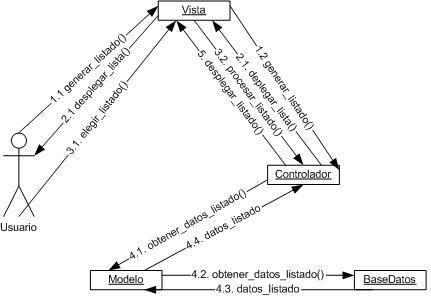 Vista
1.1 generar_listado()
2.1 desplegar_lista()
3.1. elegir_listado()
5. desplegar_listado()
3.2. procesar_listado()
2.1. deplegar_lista()
1.2 generar_listado()
Usuario
Controlador
4.1. obtener_datos_listado()
4.4. datos_listado
Modelo
4.2. obtener_datos_listado()
4.3. datos_listado
BaseDatos